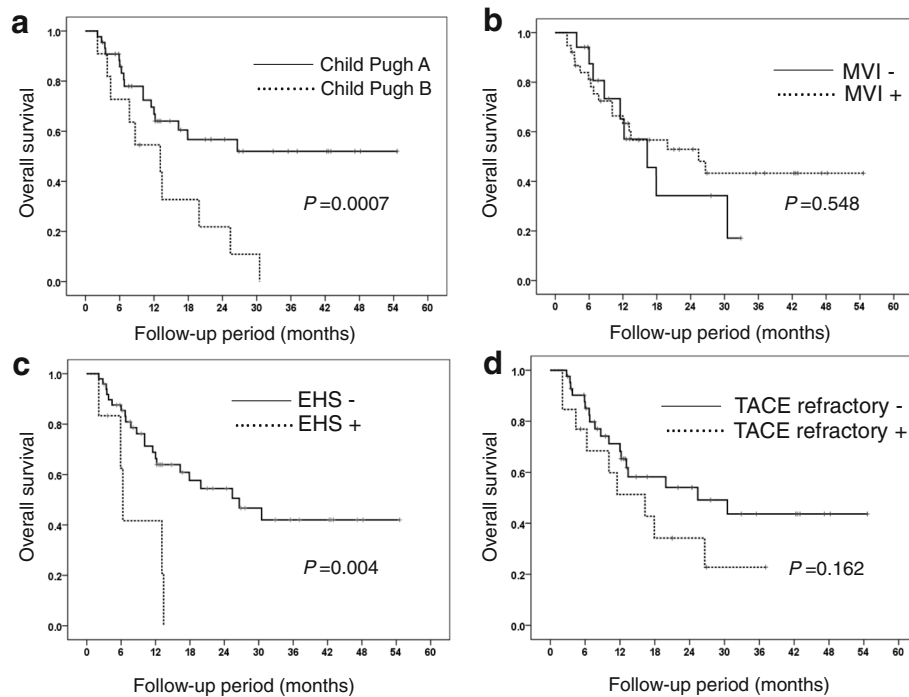 a
1.0
0.8
0.6
0.4
0.2
0.0
Overall survival
Child Pugh A
Child Pugh B
P=0.0007
0 6 12 18 24 30 36 42 48 54 60
Follow-up period (months)
b
1.0
0.8
0.6
0.4
0.2
0.0
Overall survival
MVI -
MVI +
P=0.548
0 6 12 18 24 30 36 42 48 54 60
Follow-up period (months)
c
1.0
0.8
0.6
0.4
0.2
0.0
Overall survival
EHS -
EHS +
P=0.004
0 6 12 18 24 30 36 42 48 54 60
Follow-up period (months)
d
1.0
0.8
0.6
0.4
0.2
0.0
Overall survival
TACE refractory -
TACE refractory +
P=0.162
0 6 12 18 24 30 36 42 48 54 60
Follow-up period (months)